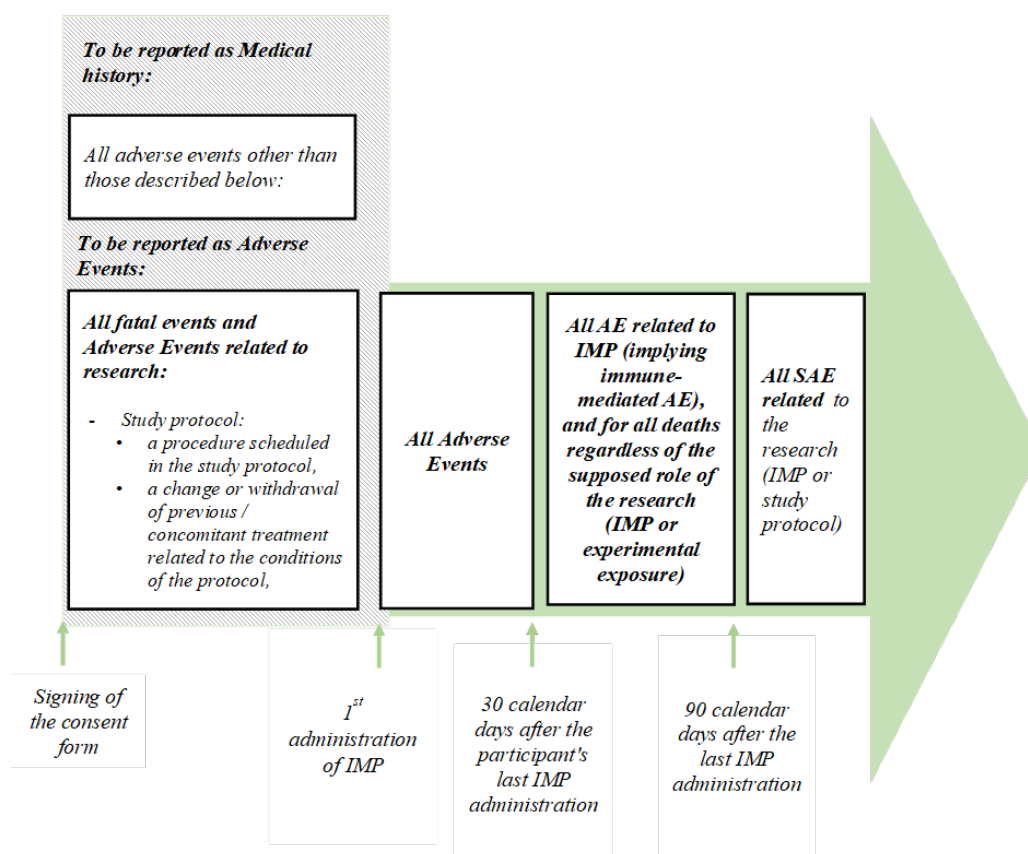 To be reported as Medical
history:
All adverse events other than
those described below:
To be reported as Adverse
Events:
All fatal events and
Adverse Events related to
research:
- Study protocol:
• a procedure scheduled
in the study protocol,
• a change or withdrawal
of previous /
concomitant treatment
related to the conditions
of the protocol,
All Adverse
Events
All AE related to
IMP (implying
immune-
mediated AE),
and for all deaths
regardless of the
supposed role of
the research
(IMP or
experimental
exposure)
All SAE
related to
the
research
(IMP or
study
protocol)
Signing of
the consent
form
1st
administration
of IMP
30 calendar
days after the
participant's
last IMP
administration
90 calendar
days after the
last IMP
administration